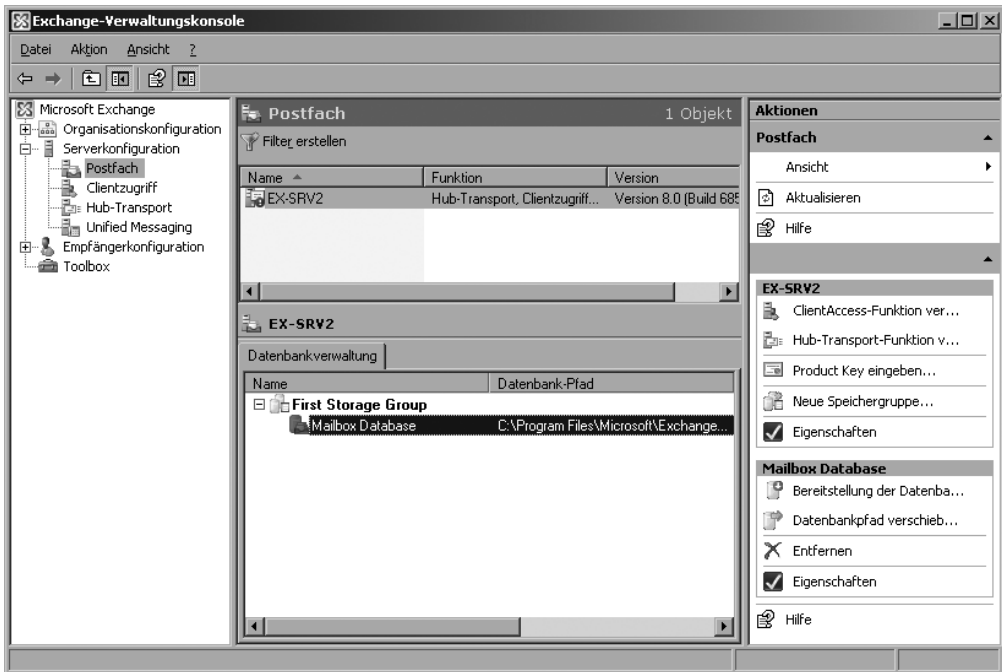 Exchange-Verwaltungskonsole
Datei Aktion Ansicht ?
Microsoft Exchange
Organisationskonfiguration
Serverkonfiguration
Postfach
Clientzugriff
Hub-Transport
Unified Messaging
Empfängerkonfiguration
Toolbox
Postfach 1 Objekt
Filter erstellen
Name Funktion Version
EX-SRV2 Hub-Transport, Clientzugriff... Version 8.0 (Build 685
EX-SRV2
Datenbankverwaltung
Name Datenbank-Pfad
First Storage Group
Mailbox Database C:\Program Files\Microsoft\Exchange...
Aktionen
Postfach
Ansicht
Aktualisieren
Hilfe
EX-SRV2
ClientAccess-Funktion ver...
Hub-Transport-Funktion v...
Product Key eingeben...
Neue Speichergruppe...
Eigenschaften
Mailbox Database
Bereitstellung der Datenba...
Datenbankpfad verschieb...
Entfernen
Eigenschaften
Hilfe